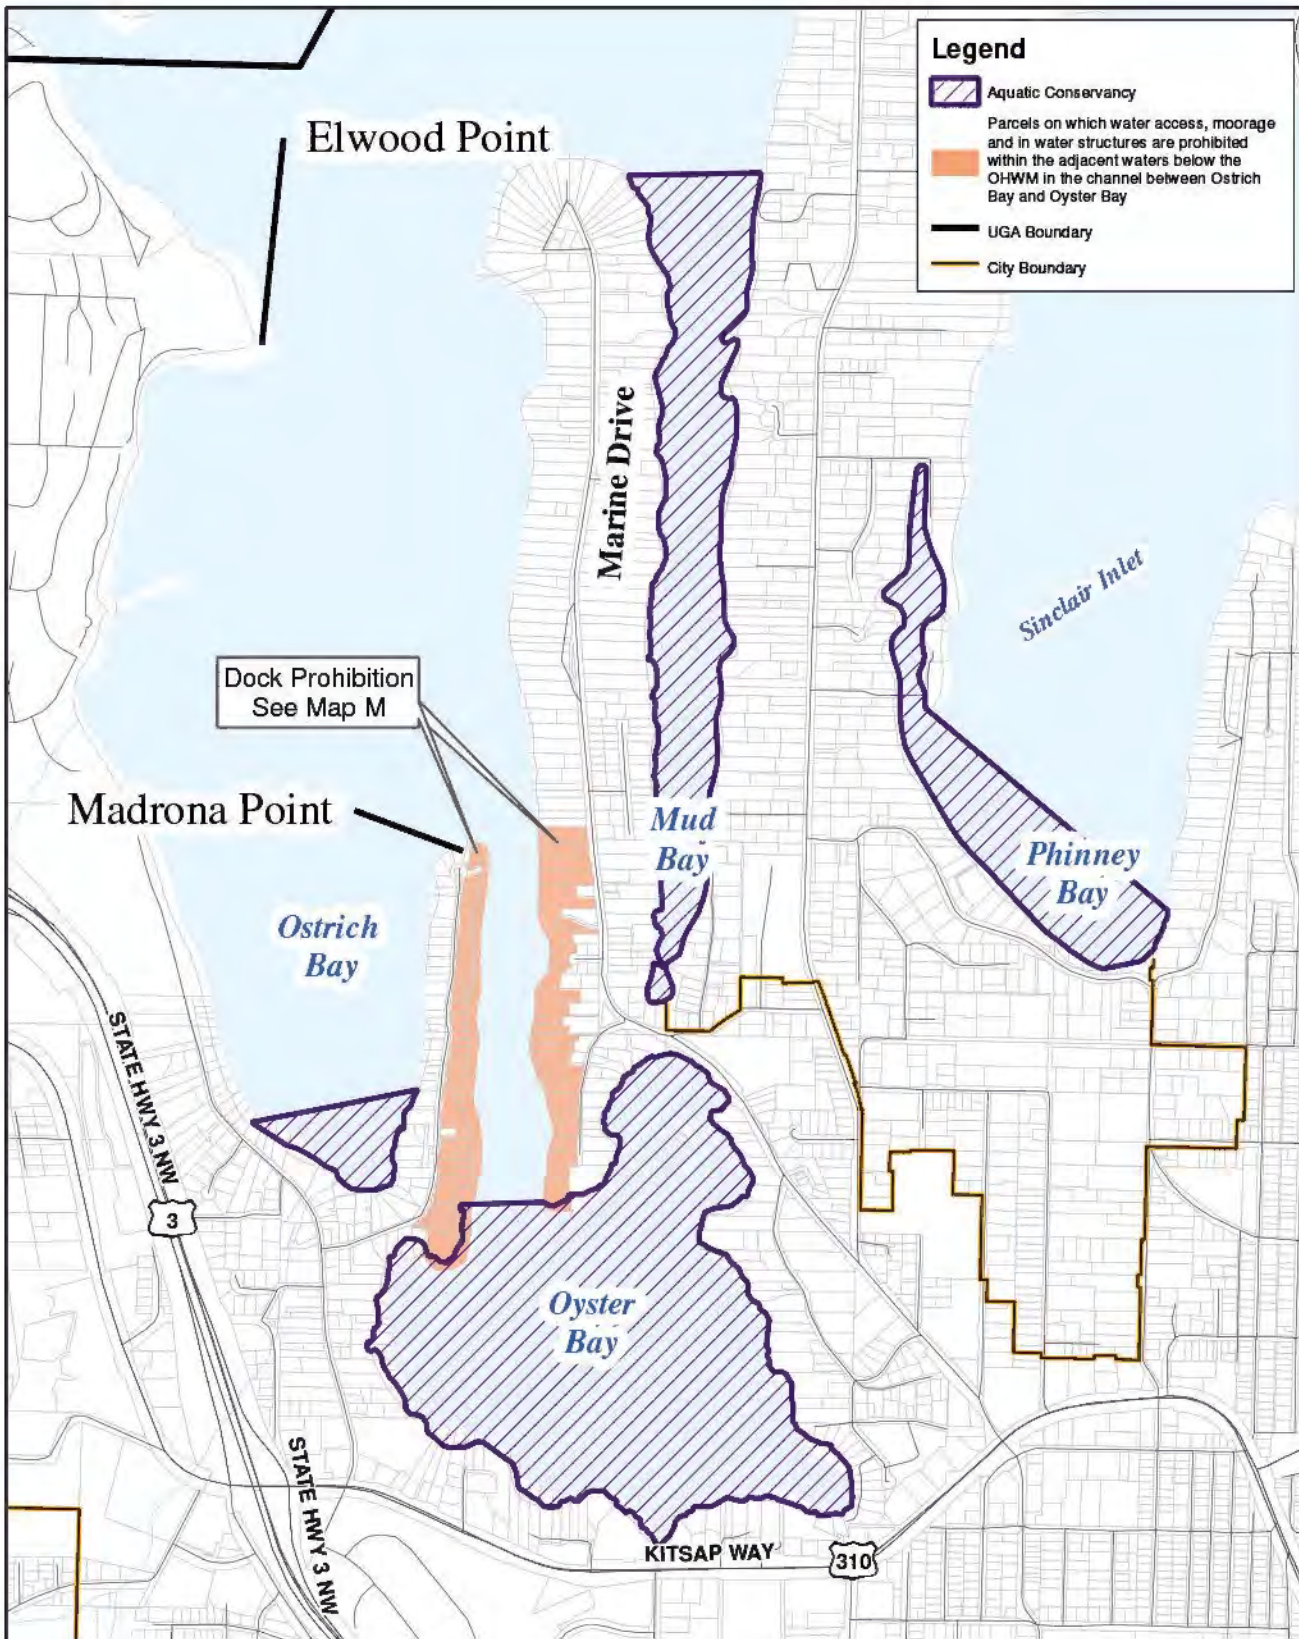 Legend
Aquatic Conservancy
Parcels on which water access, moorage
and in water structures are prohibited
within the adjacent waters below the
OHWM in the channel between Ostrich
Bay and Oyster Bay
UGA Boundary
City Boundary
Elwood Point
Marine Drive
Sinclair Inlet
Dock Prohibition
See Map M
Madrona Point
Mud
Bay
Phinney
Bay
Ostrich
Bay
STATE HWY 3 NW
3
Oyster
Bay
STATE HWY 3 NW
KITSAP WAY
310